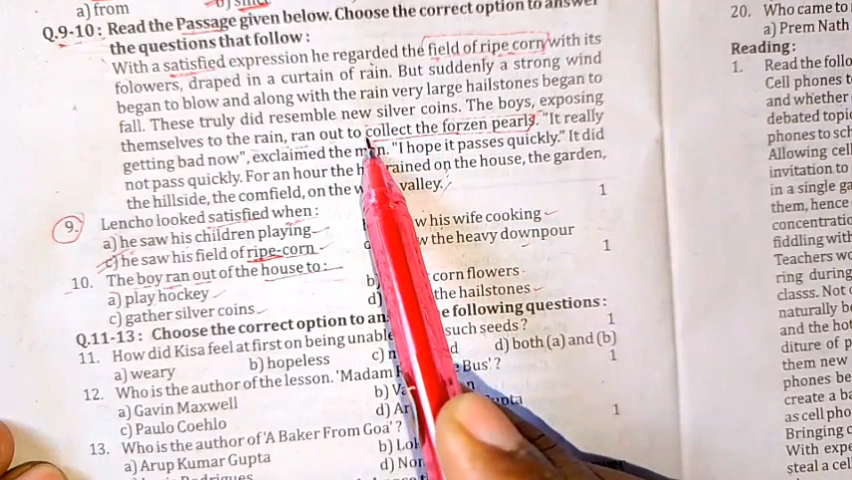 a) from b) since
Q.9-10 : Read the Passage given below. Choose the correct option to answer
the questions that follow :
With a satisfied expression he regarded the field of ripe corn with its
folowers, draped in a curtain of rain. But suddenly a strong wind
began to blow and along with the rain very large hailstones began to
fall. These truly did resemble new silver coins. The boys, exposing
themselves to the rain, ran out to collect the forzen pearls. "It really
getting bad now", exclaimed the man. "I hope it passes quickly." It did
not pass quickly. For an hour the rained on the house, the garden,
the hillside, the comfield, on the valley.
9. Lencho looked satisfied when : 1
a) he saw his children playing w his wife cooking
c) he saw his field of ripe-corn w the heavy downpour
10. The boy ran out of the house to : 1
a) play hockey b) corn flowers
c) gather silver coins d) the hailstones
Q.11-13 : Choose the correct option to an e following questions :
11. How did Kisa feel at first on being unable such seeds ? 1
a) weary b) hopeless c) d d) both (a) and (b)
12. Who is the author of the lesson. 'Madam e Bus' ? 1
a) Gavin Maxwell b) Va
c) Paulo Coehlo d) Ar upta
13. Who is the author of 'A Baker From Goa' ? 1
a) Arup Kumar Gupta b) Lo
d) Nor
20. Who came to
a) Prem Nath
Reading :
1. Read the follo
Cell phones t
and whether
debated topic
phones to sch
Allowing cell
invitation to
in a single ga
them, hence
concentratio
fiddling with
Teachers wo
ring during
classs. Not
naturally be
and the hot
diture of p
them new
phones be
create a ba
as cell pho
Bringing c
With expe
steal a cel